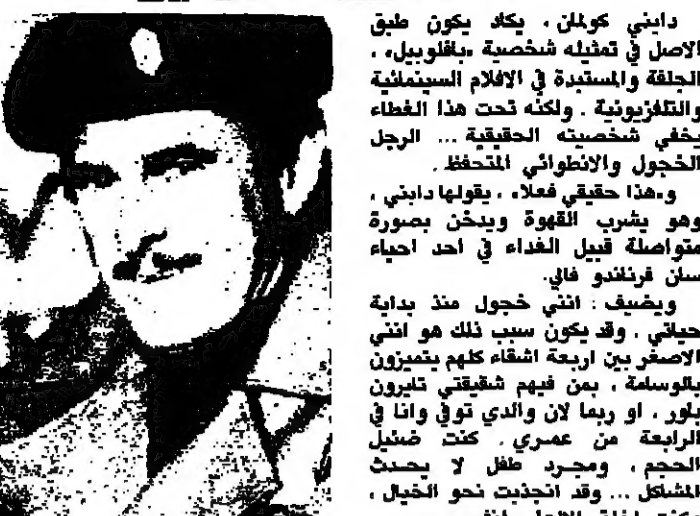 دايني كولمان ، يكاد يكون طبق
الاصل في تمثيله شخصية «بافلوبيل» ،
الجلفة والمستبدة في الافلام السينمائية
والتلفزيونية . ولكنه تحت هذا الغطاء
يخفي شخصيته الحقيقية ... الرجل
الخجول والانطوائي المتحفظ .
و«هذا حقيقي فعلا» ، يقولها دابني ،
وهو يشرب القهوة ويدخن بصورة
متواصلة قبيل الغداء في احد احياء
سان فرناندو فالي.
ويضيف : انني خجول منذ بداية
حياتي . وقد يكون سبب ذلك هو انني
الاصغر بين اربعة اشقاء كلهم يتميزون
بالوسامة ، بمن فيهم شقيقتي تايرون
باور ، او ربما لان والدي توفي وانا في
الرابعة من عمري . كنت ضئيل
الحجم ، ومجرد طفل لا يحدث
المشاكل ... وقد انجذبت نحو الخيال ،